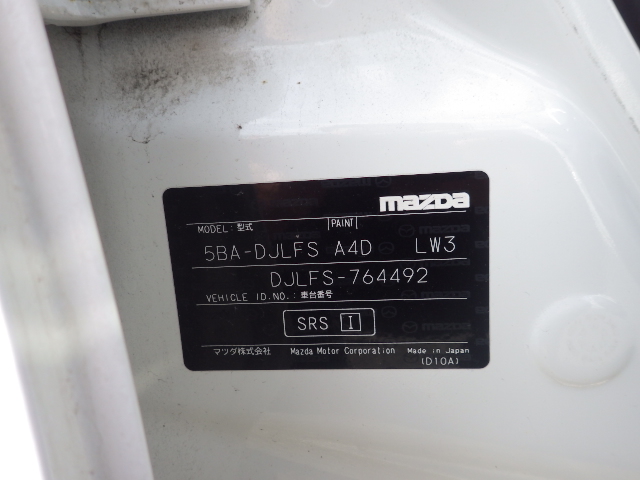 mazda
MODEL:型式 PAINT
5BA-DJLFS A4D LW3
DJLFS-764492
VEHICLE ID.NO.:車台番号
SRS I
マツダ株式会社 Mazda Motor Corporation Made in Japan
(D10A)